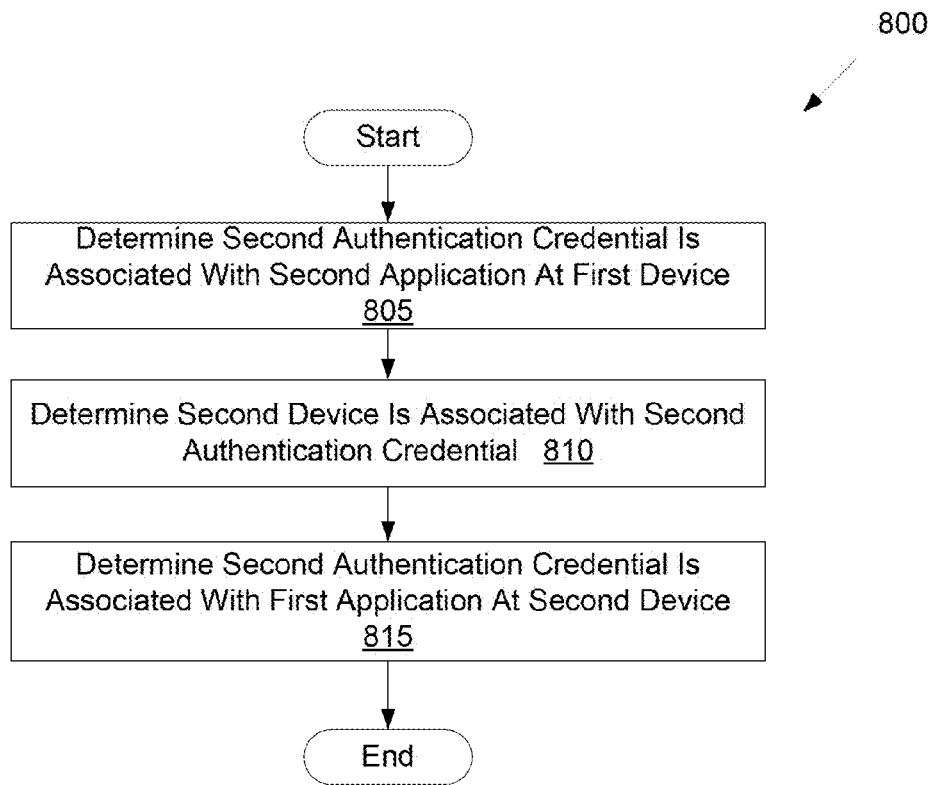 800
Start
Determine Second Authentication Credential Is
Associated With Second Application At First Device
805
Determine Second Device Is Associated With Second
Authentication Credential 810
Determine Second Authentication Credential Is
Associated With First Application At Second Device
815
End